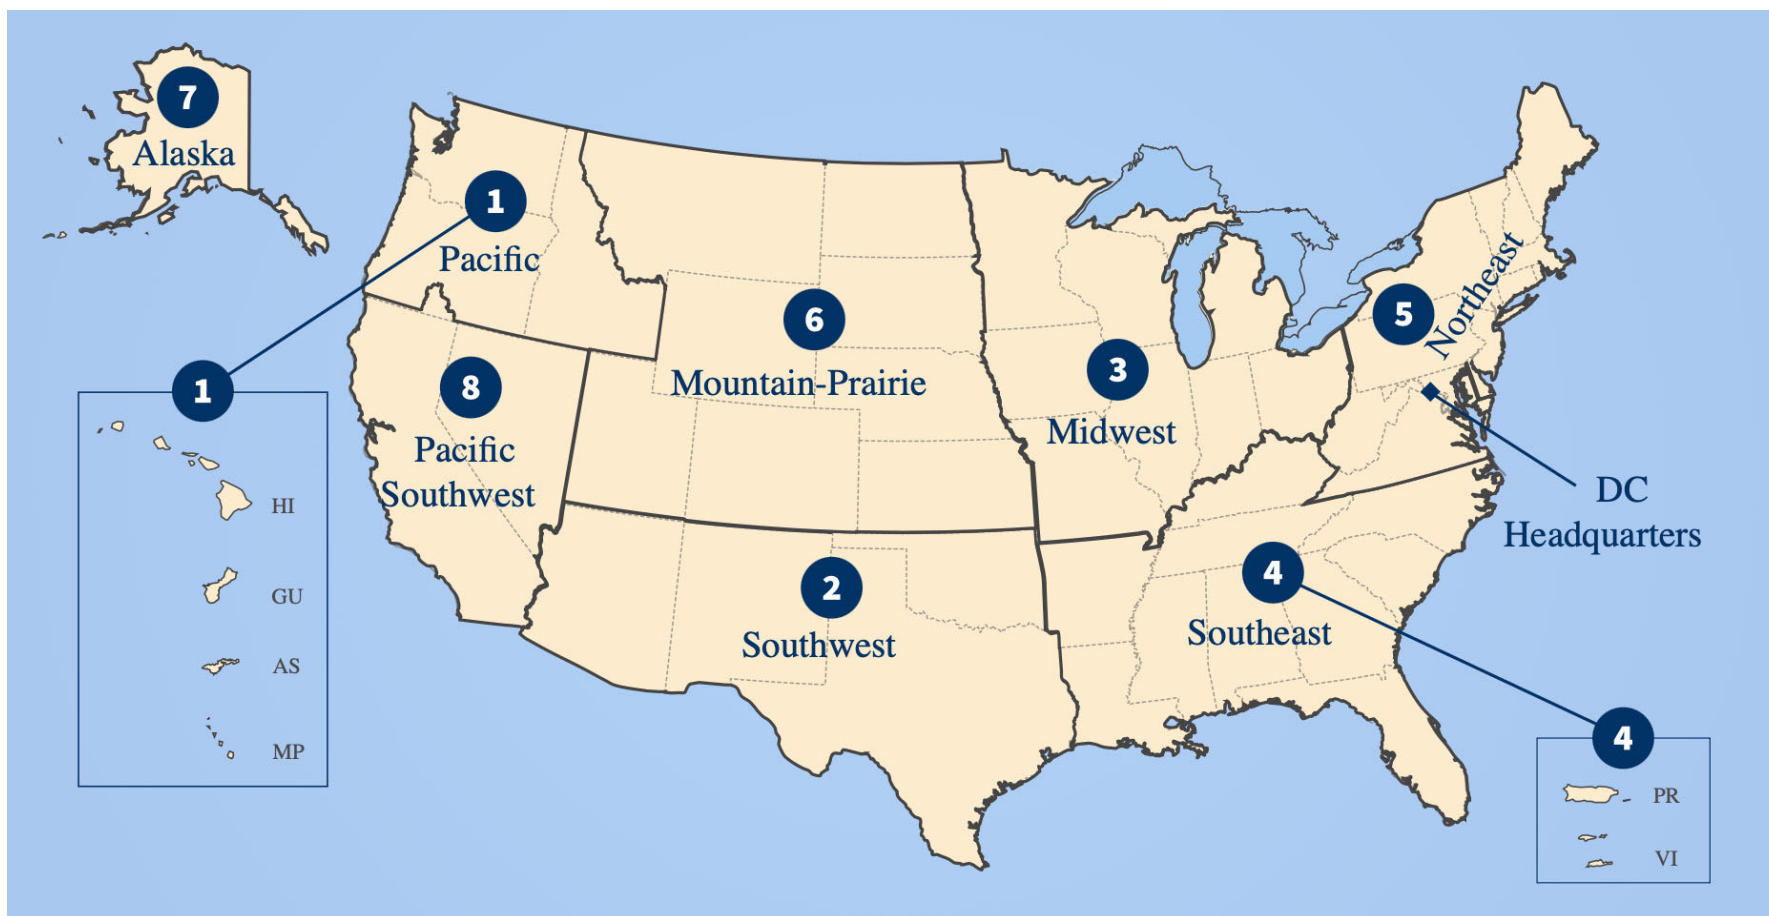 7
Alaska
1
Pacific
1
HI
GU
AS
MP
8
Pacific
Southwest
6
Mountain-Prairie
2
Southwest
3
Midwest
5
Northeast
DC
Headquarters
4
Southeast
4
PR
VI